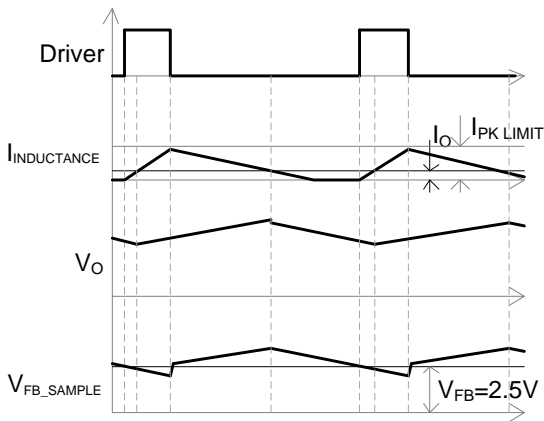 Driver
I_O
I_PK LIMIT
I_INDUCTANCE
V_O
V_FB_SAMPLE
V_FB=2.5V